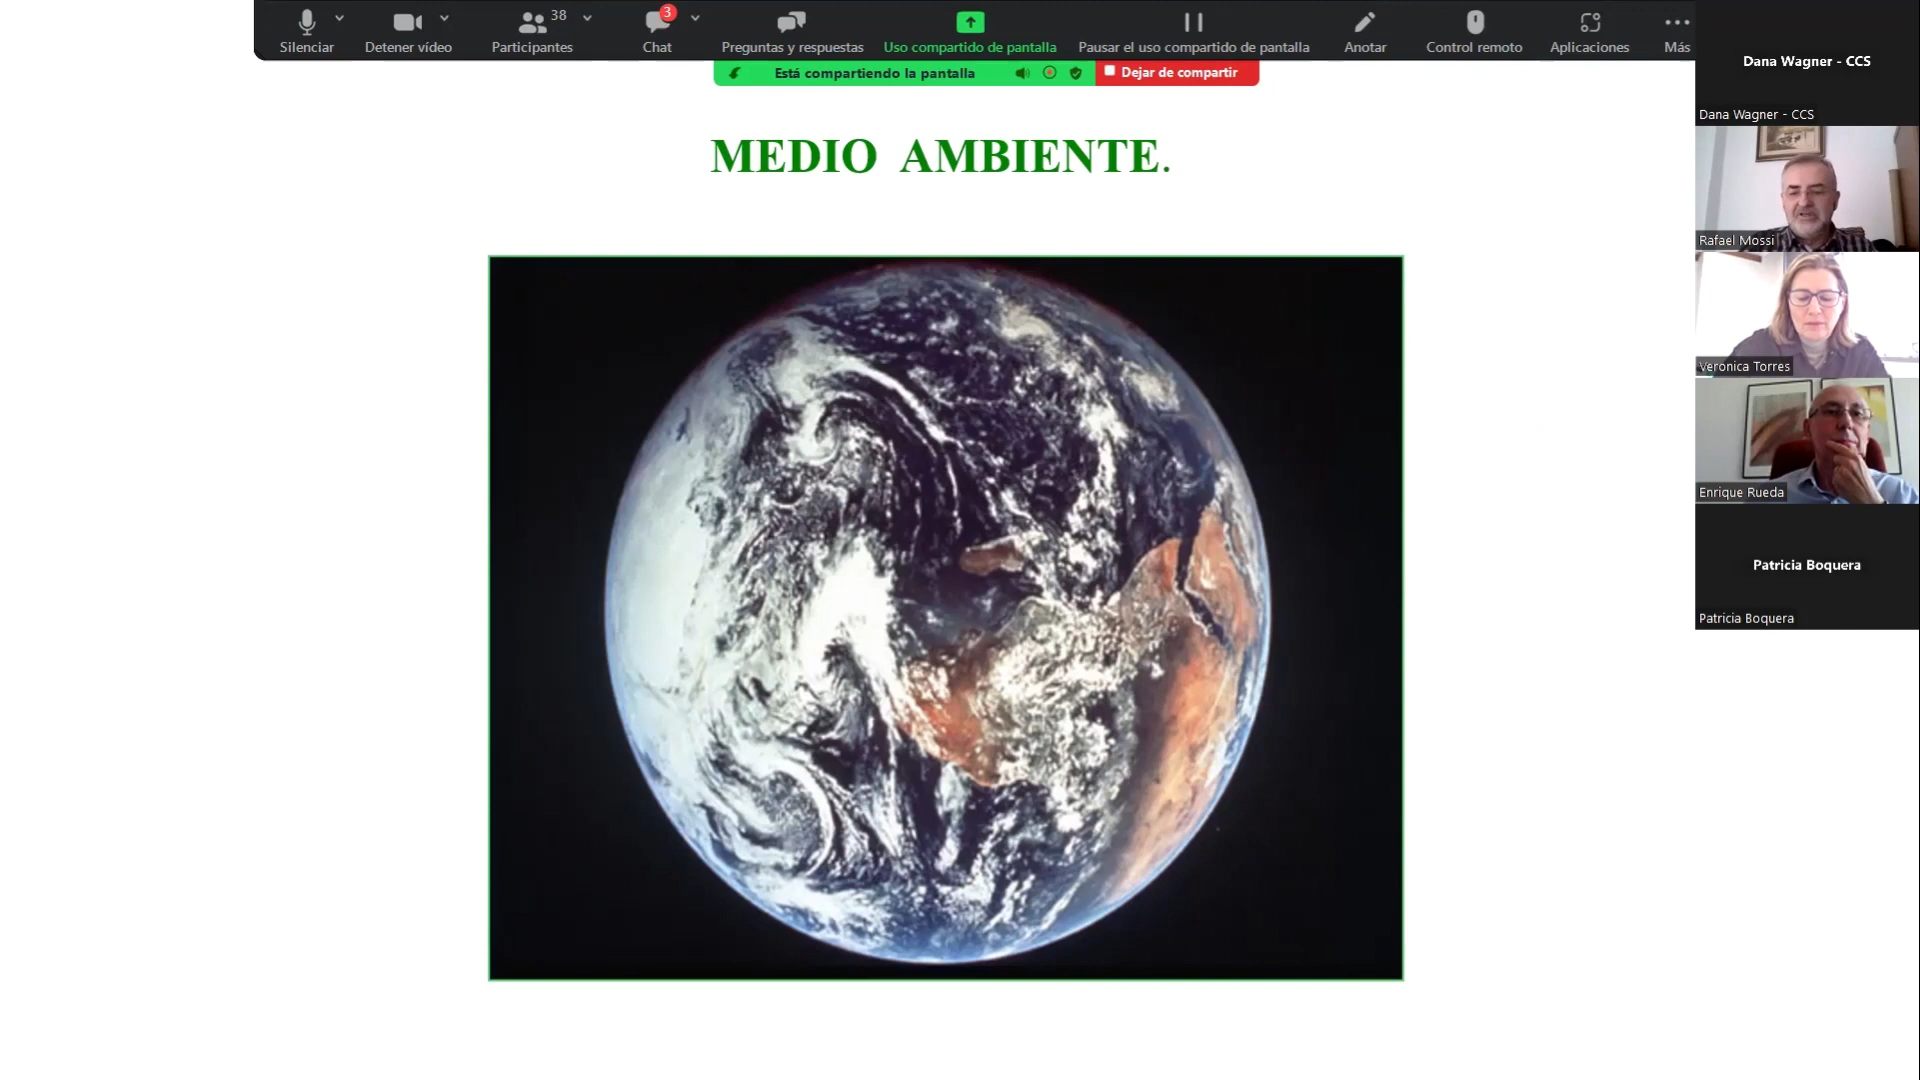 38
3
Silenciar
Detener vídeo
Participantes
Chat
Preguntas y respuestas
Uso compartido de pantalla
Pausar el uso compartido de pantalla
Anotar
Control remoto
Aplicaciones
Más
Está compartiendo la pantalla
Dejar de compartir
MEDIO AMBIENTE.
Dana Wagner - CCS
Dana Wagner - CCS
Rafael Mossi
Veronica Torres
Enrique Rueda
Patricia Boquera
Patricia Boquera